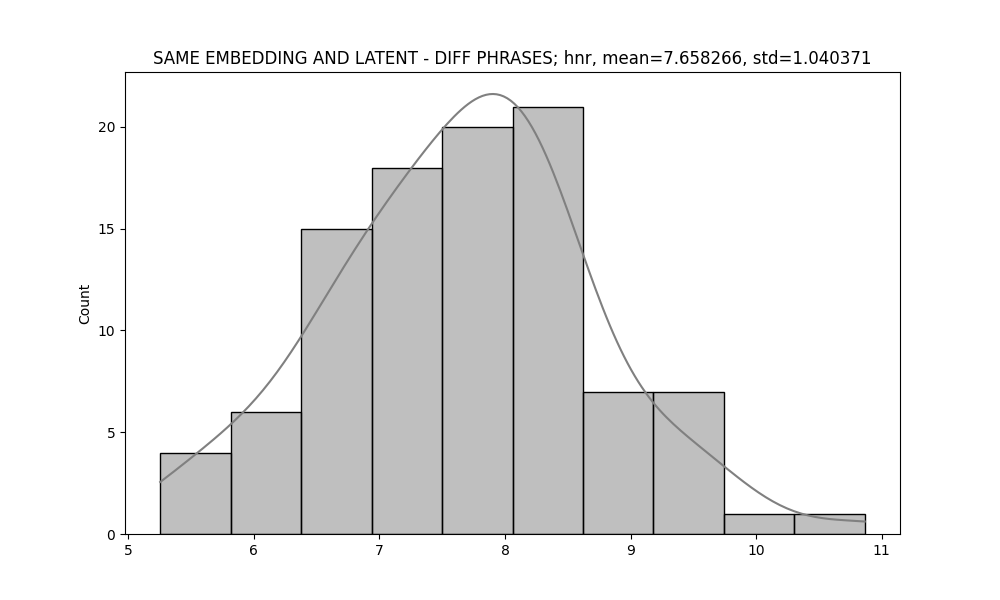 SAME EMBEDDING AND LATENT - DIFF PHRASES; hnr, mean=7.658266, std=1.040371
20
15
10
5
0
Count
5 6 7 8 9 10 11